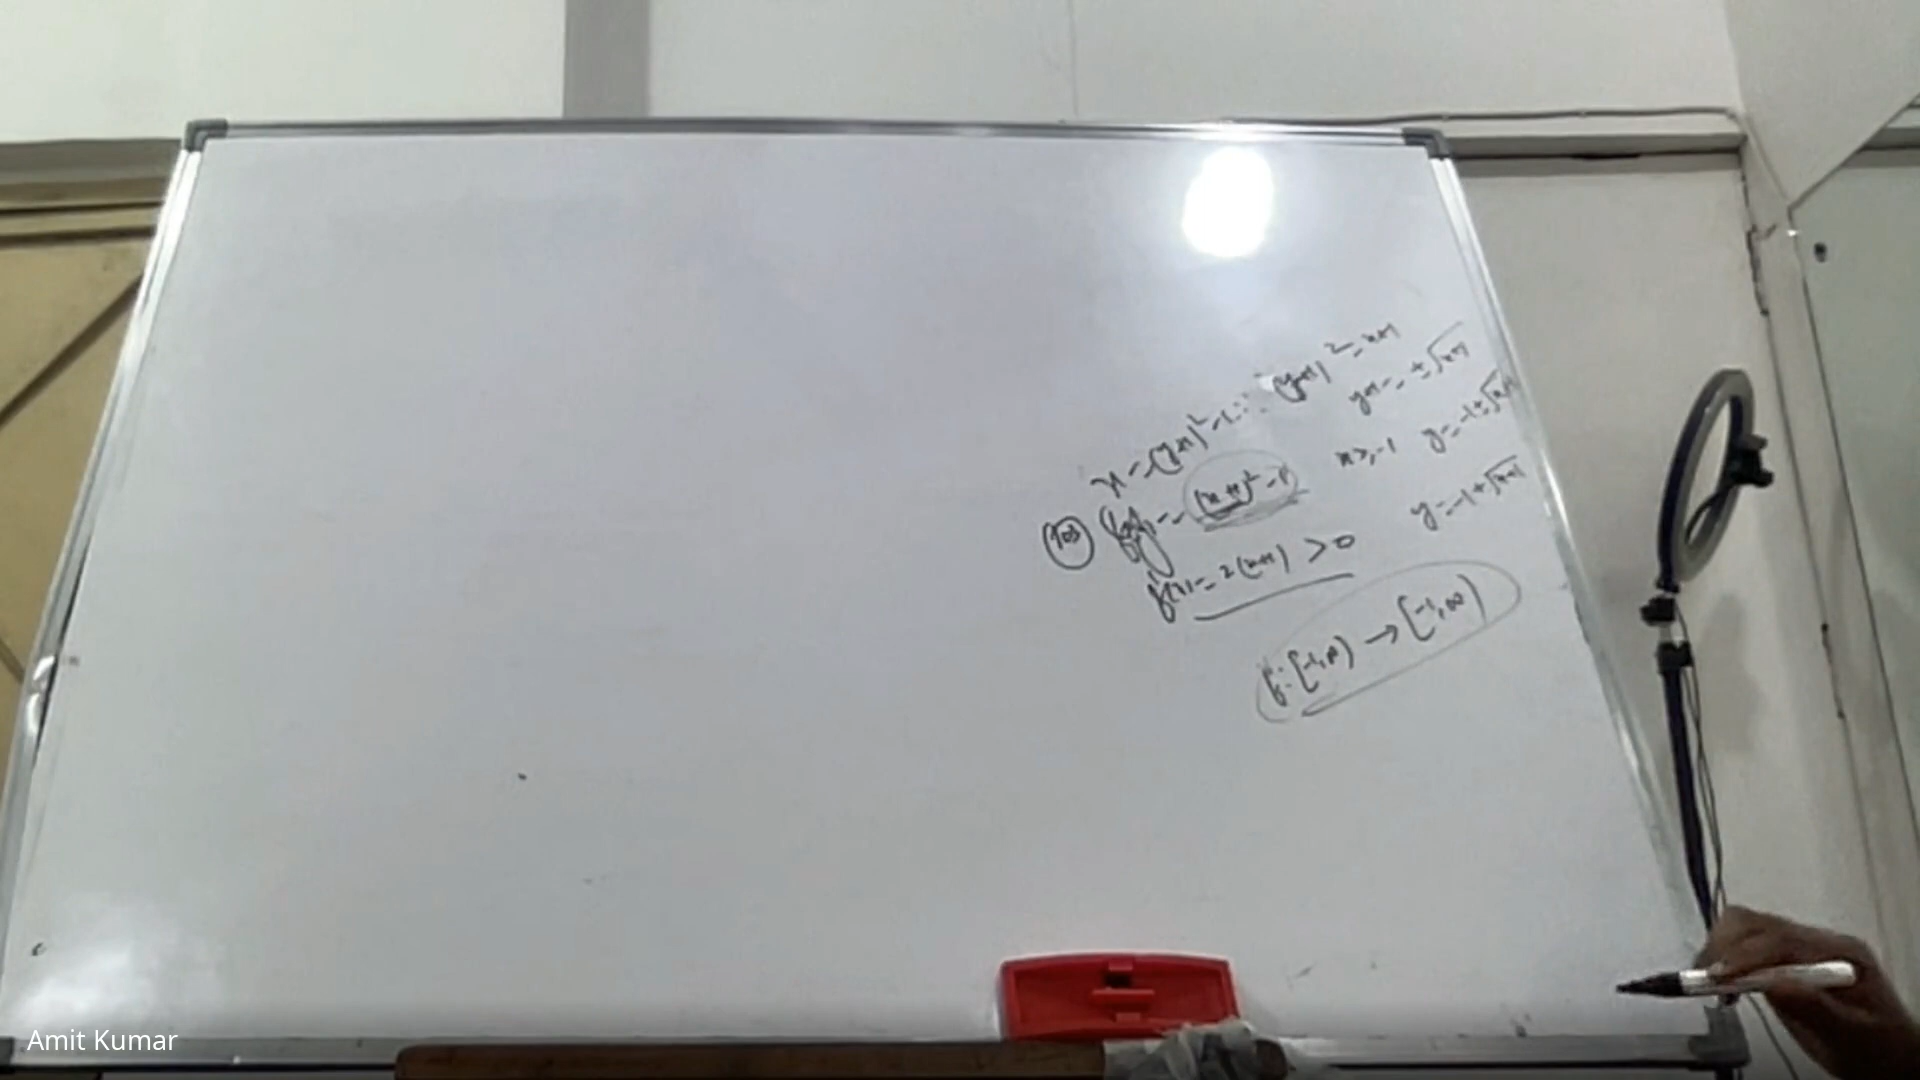 (y+1)² = x+1
y+1 = ±√x+1
x = (y+1)² - 1
x ≥ -1 y = -1±√x+1
103 f(x) = (x+1)² - 1
y = -1+√x+1
f'(x) = 2(x+1) > 0
f: [-1, ∞) → [-1, ∞)
Amit Kumar